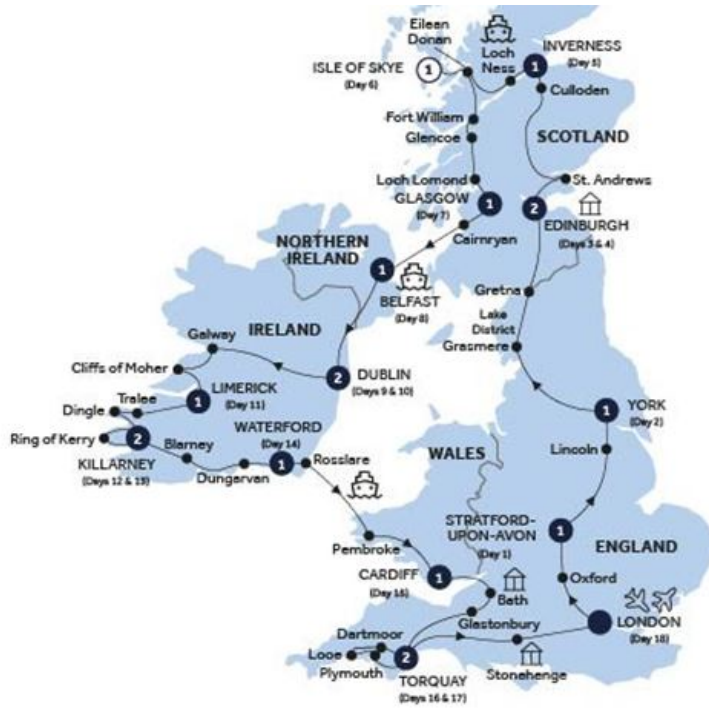 Eilean
Donan
Loch
Ness
INVERNESS
(Day 5)
ISLE OF SKYE
(Day 6)
1
1
Culloden
Fort William
Glencoe
SCOTLAND
Loch Lomond
St. Andrews
GLASGOW
(Day 7)
1
2
EDINBURGH
(Days 3 & 4)
Cairnryan
NORTHERN
IRELAND
1
BELFAST
(Day 8)
Gretna
Lake
District
Grasmere
IRELAND
Galway
Cliffs of Moher
2
DUBLIN
(Days 9 & 10)
LIMERICK
(Day 11)
1
Tralee
Dingle
Ring of Kerry
2
KILLARNEY
(Days 12 & 13)
Blarney
Dungarvan
WATERFORD
(Day 14)
1
Rosslare
YORK
(Day 2)
1
Lincoln
WALES
STRATFORD-
UPON-AVON
(Day 1)
1
ENGLAND
Pembroke
CARDIFF
(Day 15)
1
Oxford
Bath
Glastonbury
LONDON
(Day 18)
Dartmoor
Looe
Plymouth
2
TORQUAY
(Days 16 & 17)
Stonehenge